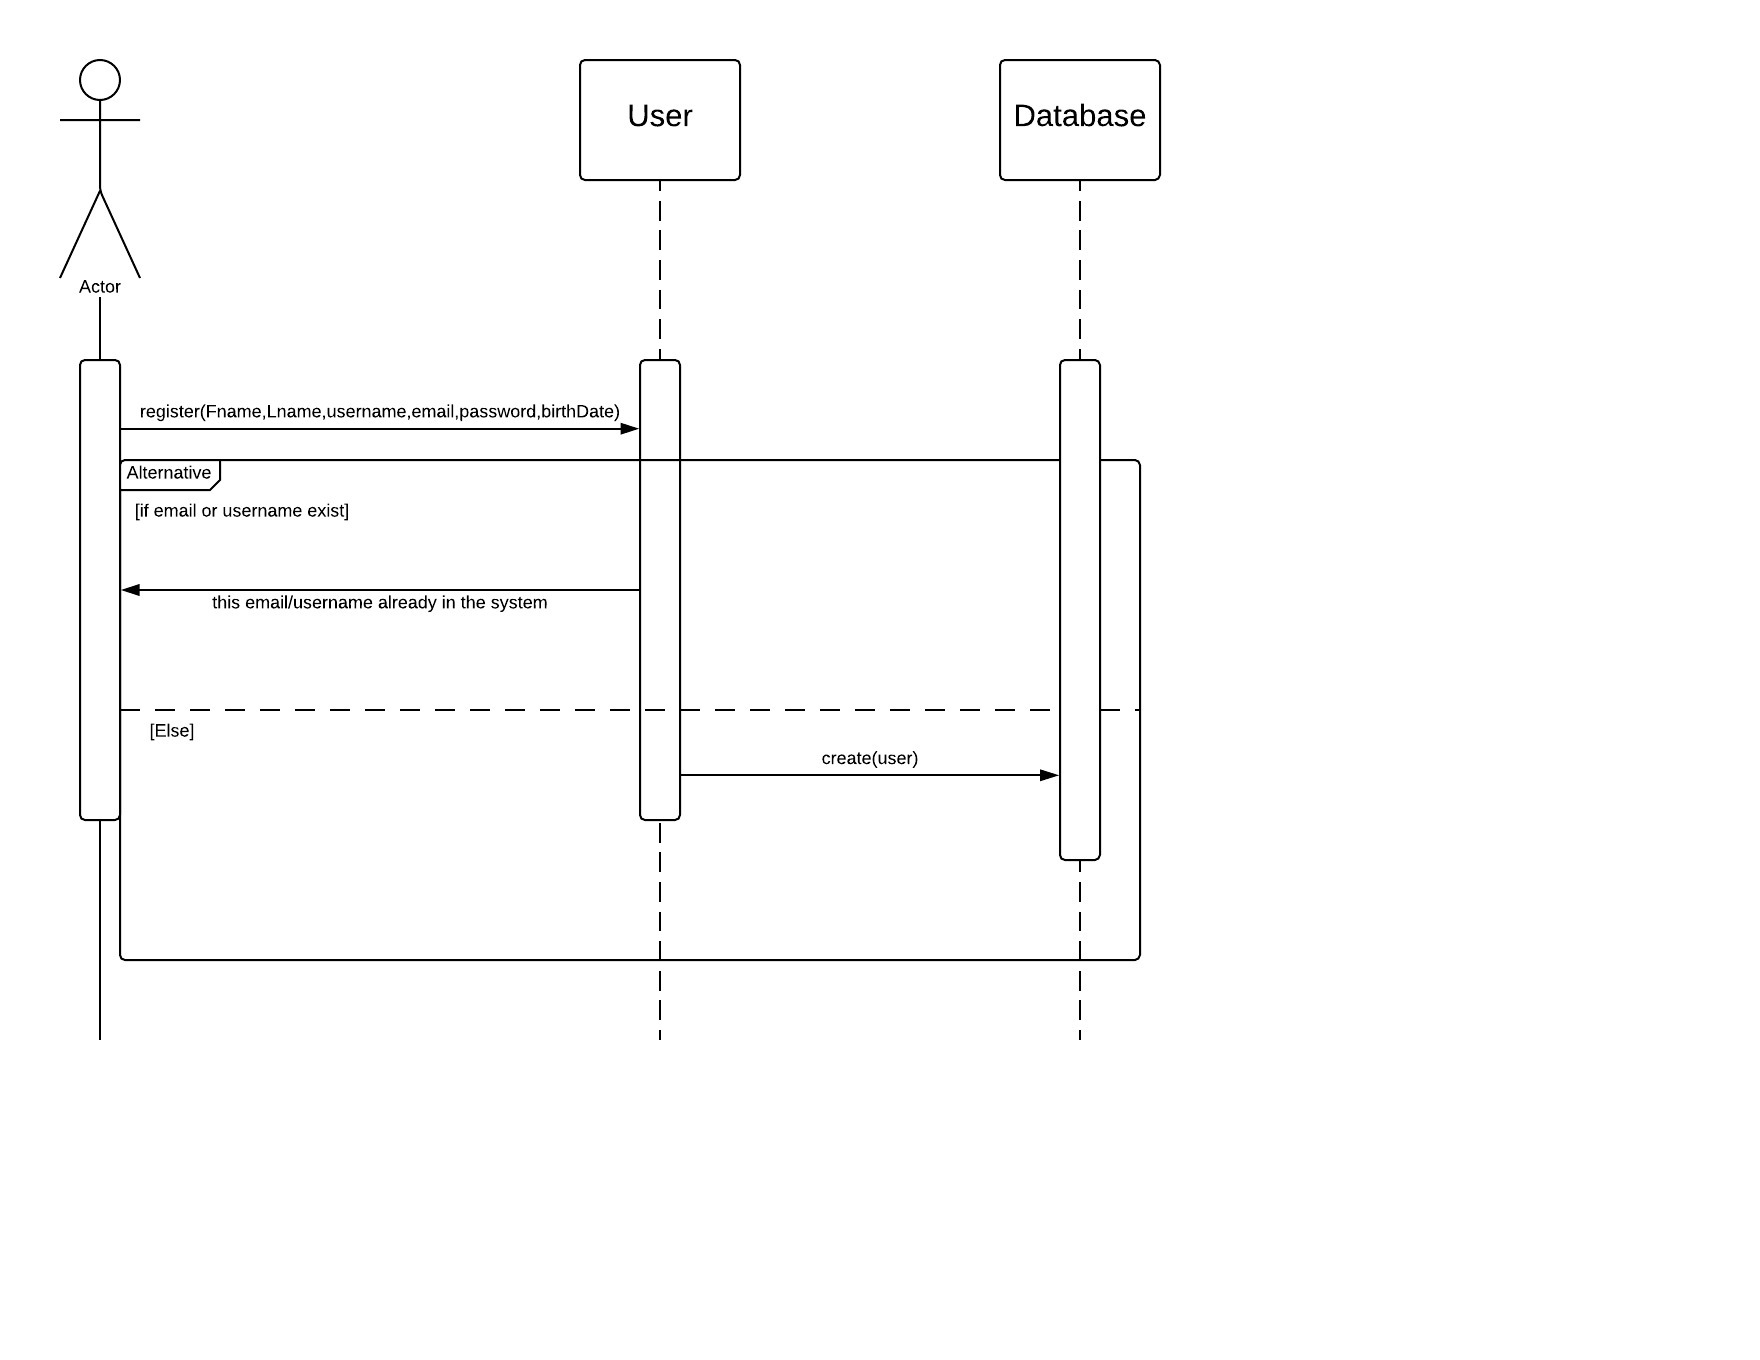 User
Database
Actor
register(Fname,Lname,username,email,password,birthDate)
Alternative
[if email or username exist]
this email/username already in the system
[Else]
create(user)